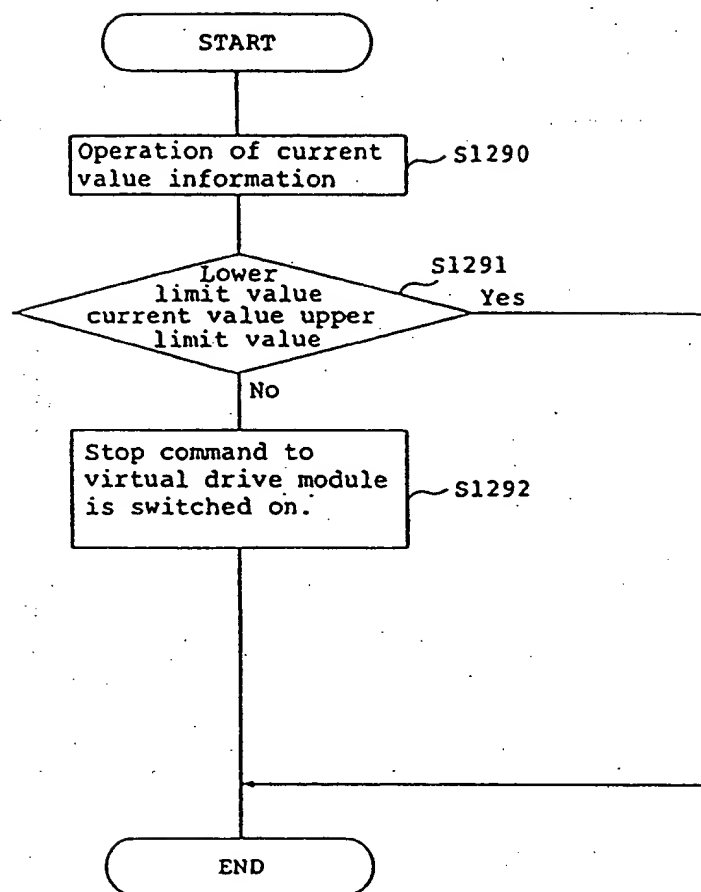 START
Operation of current
value information
S1290
Lower
limit value
current value upper
limit value
S1291
Yes
No
Stop command to
virtual drive module
is switched on.
S1292
END